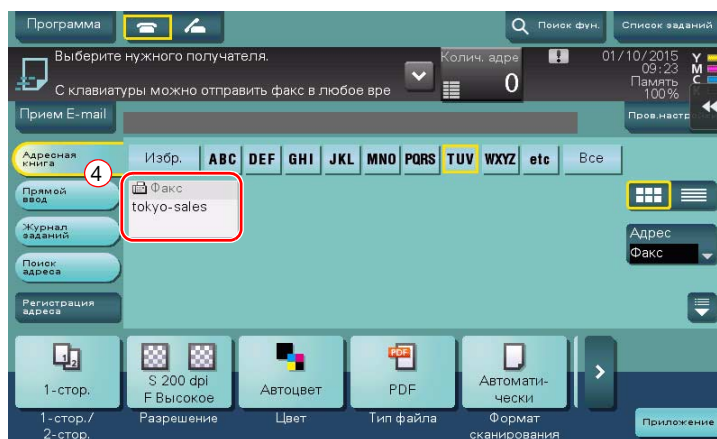 Программа
Поиск фун.
Список заданий
Выберите нужного получателя.
С клавиатуры можно отправить факс в любое вре
Колич. адре
0
01/10/2015
09:23
Память
100%
Y
M
C
K
Прием E-mail
Пров.настр
Адресная
книга
Избр.
ABC
DEF
GHI
JKL
MNO
PQRS
TUV
WXYZ
etc
Все
4
Прямой
ввод
Факс
tokyo-sales
Журнал
заданий
Адрес
Факс
Поиск
адреса
Регистрация
адреса
1-стор.
S 200 dpi
F Высокое
Автоцвет
PDF
PDF
Автомати-
чески
1-стор./
2-стор.
Разрешение
Цвет
Тип файла
Формат
сканирования
Приложение